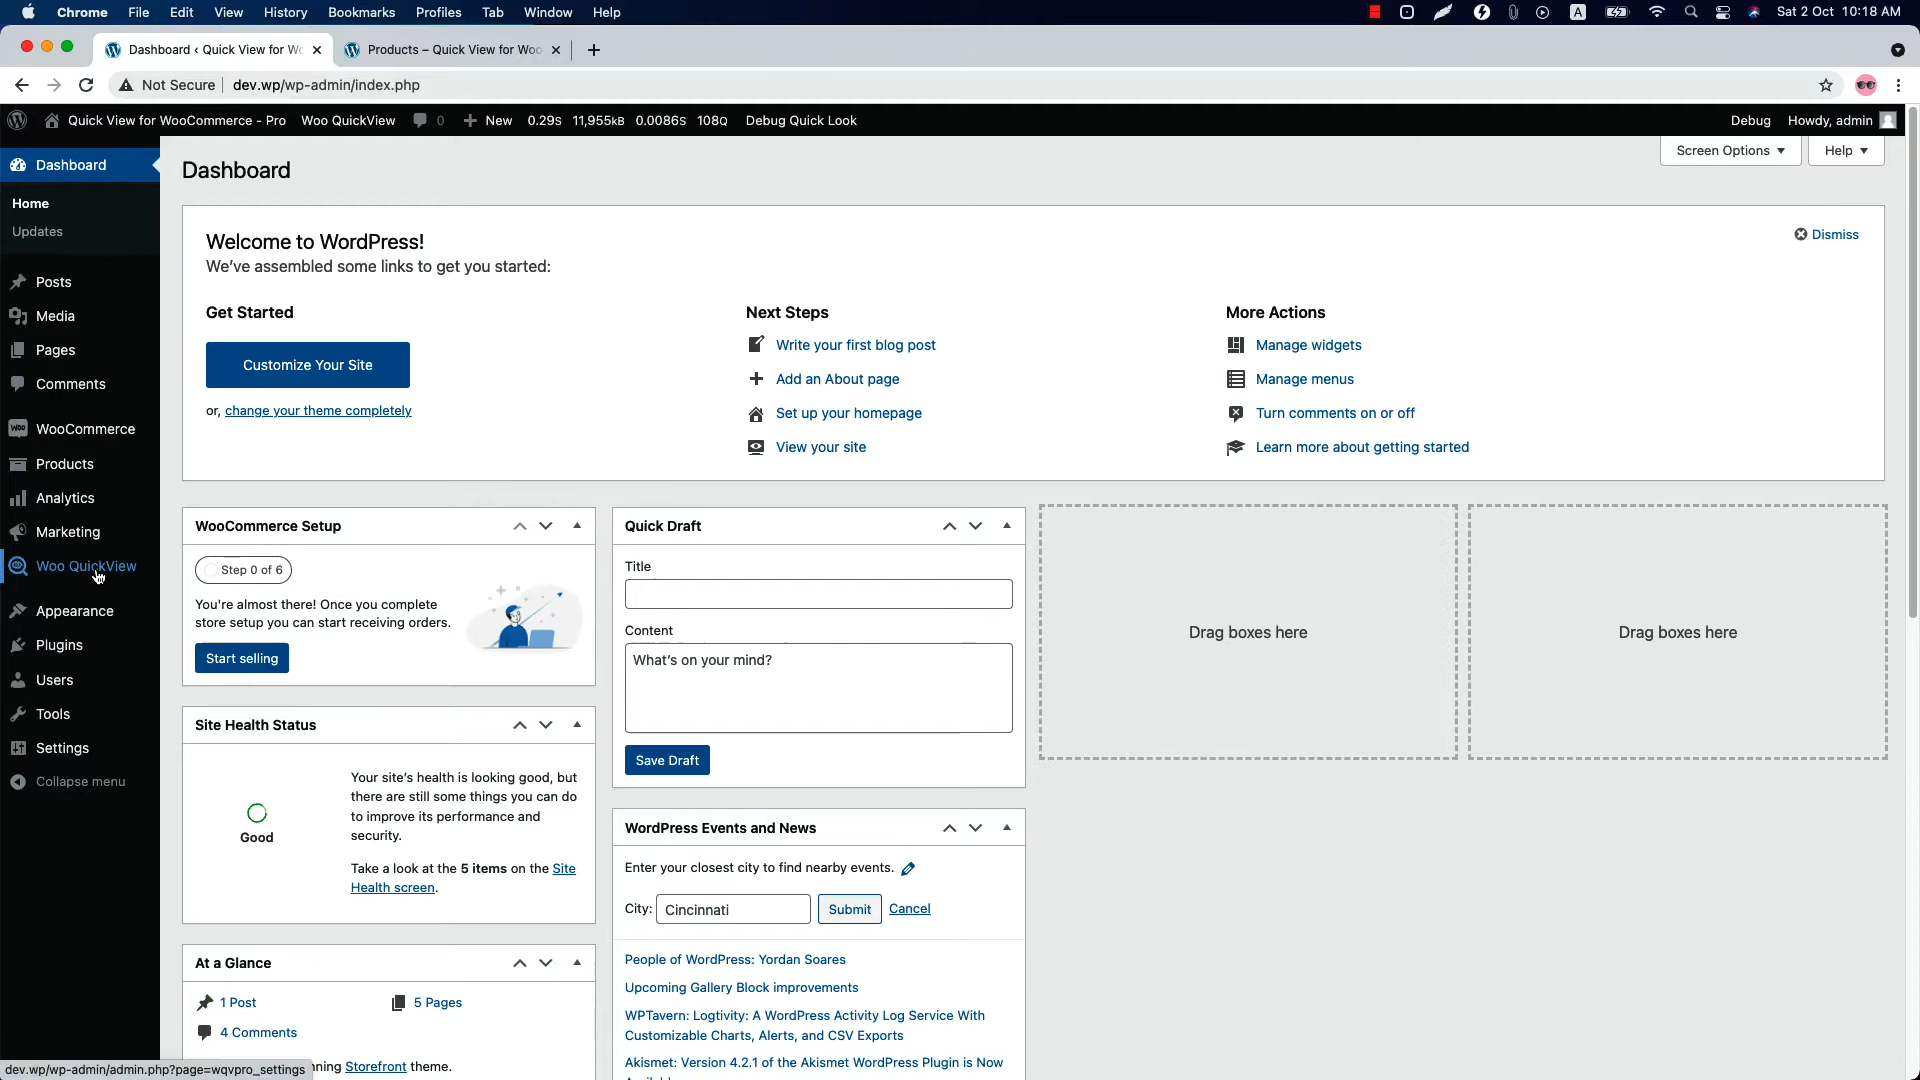 Chrome File Edit View History Bookmarks Profiles Tab Window Help
A
Sat 2 Oct 10:18 AM
Dashboard ‹ Quick View for Wo
Products – Quick View for Woo
Not Secure
dev.wp/wp-admin/index.php
Quick View for WooCommerce - Pro
Woo QuickView
0
New
0.29S 11,955KB 0.0086S 108Q
Debug Quick Look
Debug
Howdy, admin
Dashboard
Home
Updates
Posts
Media
Pages
Comments
WooCommerce
Products
Analytics
Marketing
Woo QuickView
Appearance
Plugins
Users
Tools
Settings
Collapse menu
Dashboard
Screen Options
Help
Welcome to WordPress!
We've assembled some links to get you started:
Dismiss
Get Started
Customize Your Site
or, change your theme completely
Next Steps
Write your first blog post
Add an About page
Set up your homepage
View your site
More Actions
Manage widgets
Manage menus
Turn comments on or off
Learn more about getting started
WooCommerce Setup
Step 0 of 6
You're almost there! Once you complete
store setup you can start receiving orders.
Start selling
Site Health Status
Good
Your site's health is looking good, but
there are still some things you can do
to improve its performance and
security.
Take a look at the 5 items on the Site
Health screen.
At a Glance
1 Post
5 Pages
4 Comments
Storefront theme.
Quick Draft
Title
Content
What's on your mind?
Save Draft
WordPress Events and News
Enter your closest city to find nearby events.
City:
Cincinnati
Submit
Cancel
People of WordPress: Yordan Soares
Upcoming Gallery Block improvements
WPTavern: Logtivity: A WordPress Activity Log Service With
Customizable Charts, Alerts, and CSV Exports
Akismet: Version 4.2.1 of the Akismet WordPress Plugin is Now
Drag boxes here
Drag boxes here
dev.wp/wp-admin/admin.php?page=wqvpro_settings